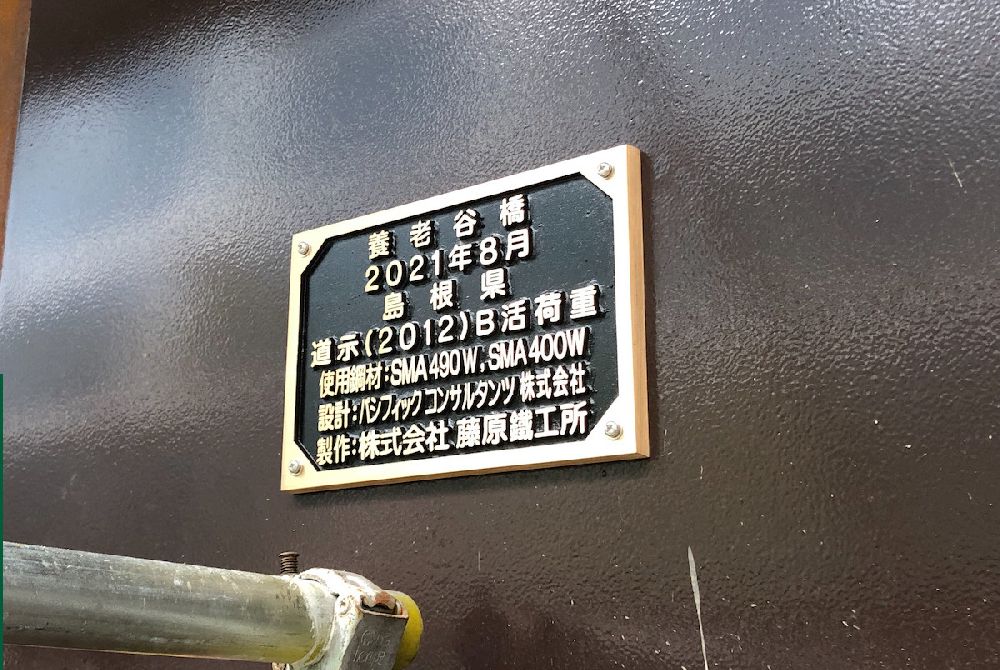 養老谷橋
2021年8月
島根県
道示(2012)B活荷重
使用鋼材:SMA490W,SMA400W
設計:パシフィックコンサルタンツ株式会社
製作:株式会社藤原鐵工所